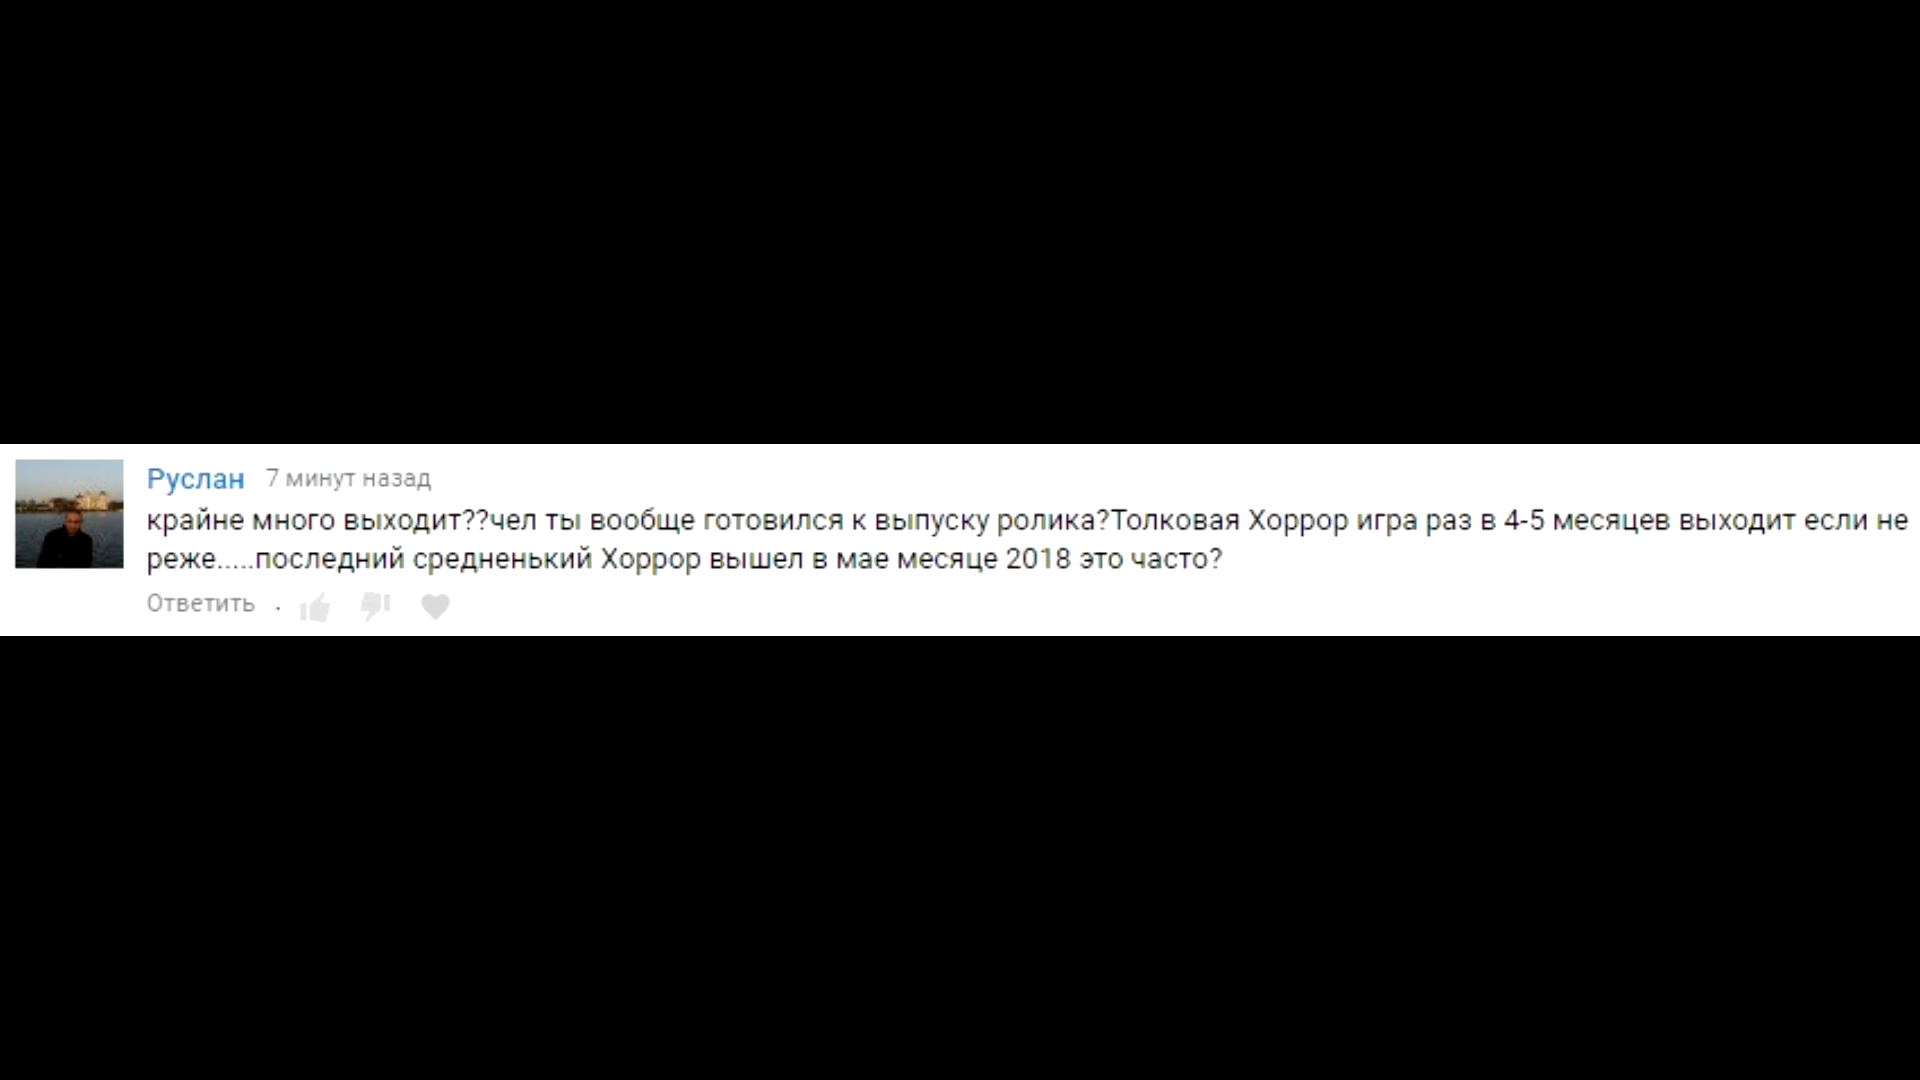 Руслан 7 минут назад
крайне много выходит??чел ты вообще готовился к выпуску ролика?Толковая Хоррор игра раз в 4-5 месяцев выходит если не
реже.....последний средненький Хоррор вышел в мае месяце 2018 это часто?
Ответить .